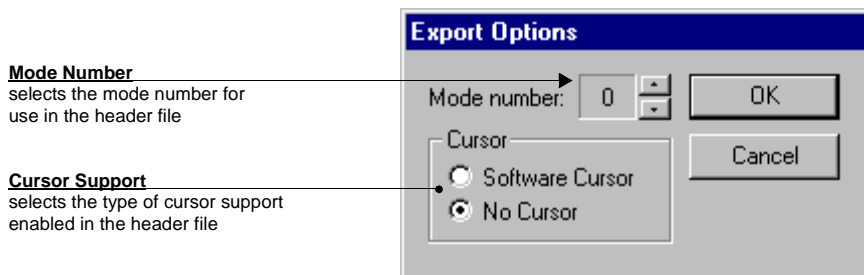 Export Options
Mode Number
selects the mode number for
use in the header file
Mode number: 0
OK
Cursor
Cancel
Cursor Support
selects the type of cursor support
enabled in the header file
Software Cursor
No Cursor